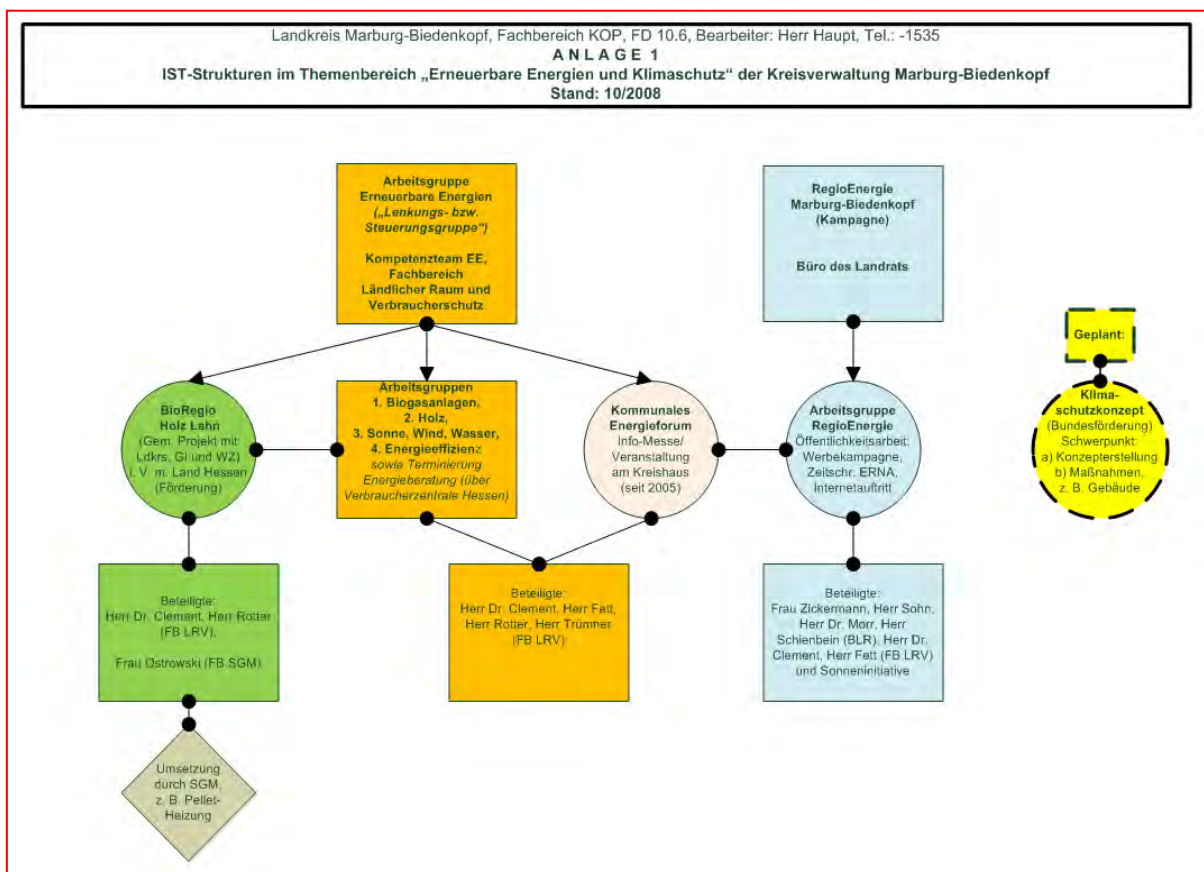 Landkreis Marburg-Biedenkopf, Fachbereich KOP, FD 10.6, Bearbeiter: Herr Haupt, Tel.: -1535
A N L A G E 1
IST-Strukturen im Themenbereich „Erneuerbare Energien und Klimaschutz“ der Kreisverwaltung Marburg-Biedenkopf
Stand: 10/2008
Arbeitsgruppe
Erneuerbare Energien
(„Lenkungs- bzw.
Steuerungsgruppe“)
Kompetenzteam EE,
Fachbereich
Ländlicher Raum und
Verbraucherschutz
RegioEnergie
Marburg-Biedenkopf
(Kampagne)
Büro des Landrats
Geplant:
BioRegio
Holz Lahn
(Gem. Projekt mit
Ldkrs. GI und WZ)
i. V. m. Land Hessen
(Förderung)
Arbeitsgruppen
1. Biogasanlagen,
2. Holz,
3. Sonne, Wind, Wasser,
4. Energieeffizienz
sowie Terminierung
Energieberatung (über
Verbraucherzentrale Hessen)
Kommunales
Energieforum
Info-Messe/
Veranstaltung
am Kreishaus
(seit 2005)
Arbeitsgruppe
RegioEnergie
Öffentlichkeitsarbeit:
Werbekampagne,
Zeitschr. ERNA,
Internetauftritt
Klima-
schutzkonzept
(Bundesförderung)
Schwerpunkt:
a) Konzepterstellung
b) Maßnahmen,
z. B. Gebäude
Beteiligte:
Herr Dr. Clement, Herr Rotter
(FB LRV),
Frau Ostrowski (FB SGM)
Beteiligte:
Herr Dr. Clement, Herr Fett,
Herr Rotter, Herr Trümner
(FB LRV)
Beteiligte:
Frau Zickermann, Herr Sohn,
Herr Dr. Morr, Herr
Schienbein (BLR), Herr Dr.
Clement, Herr Fett (FB LRV)
und Sonneninitiative
Umsetzung
durch SGM,
z. B. Pellet-
Heizung